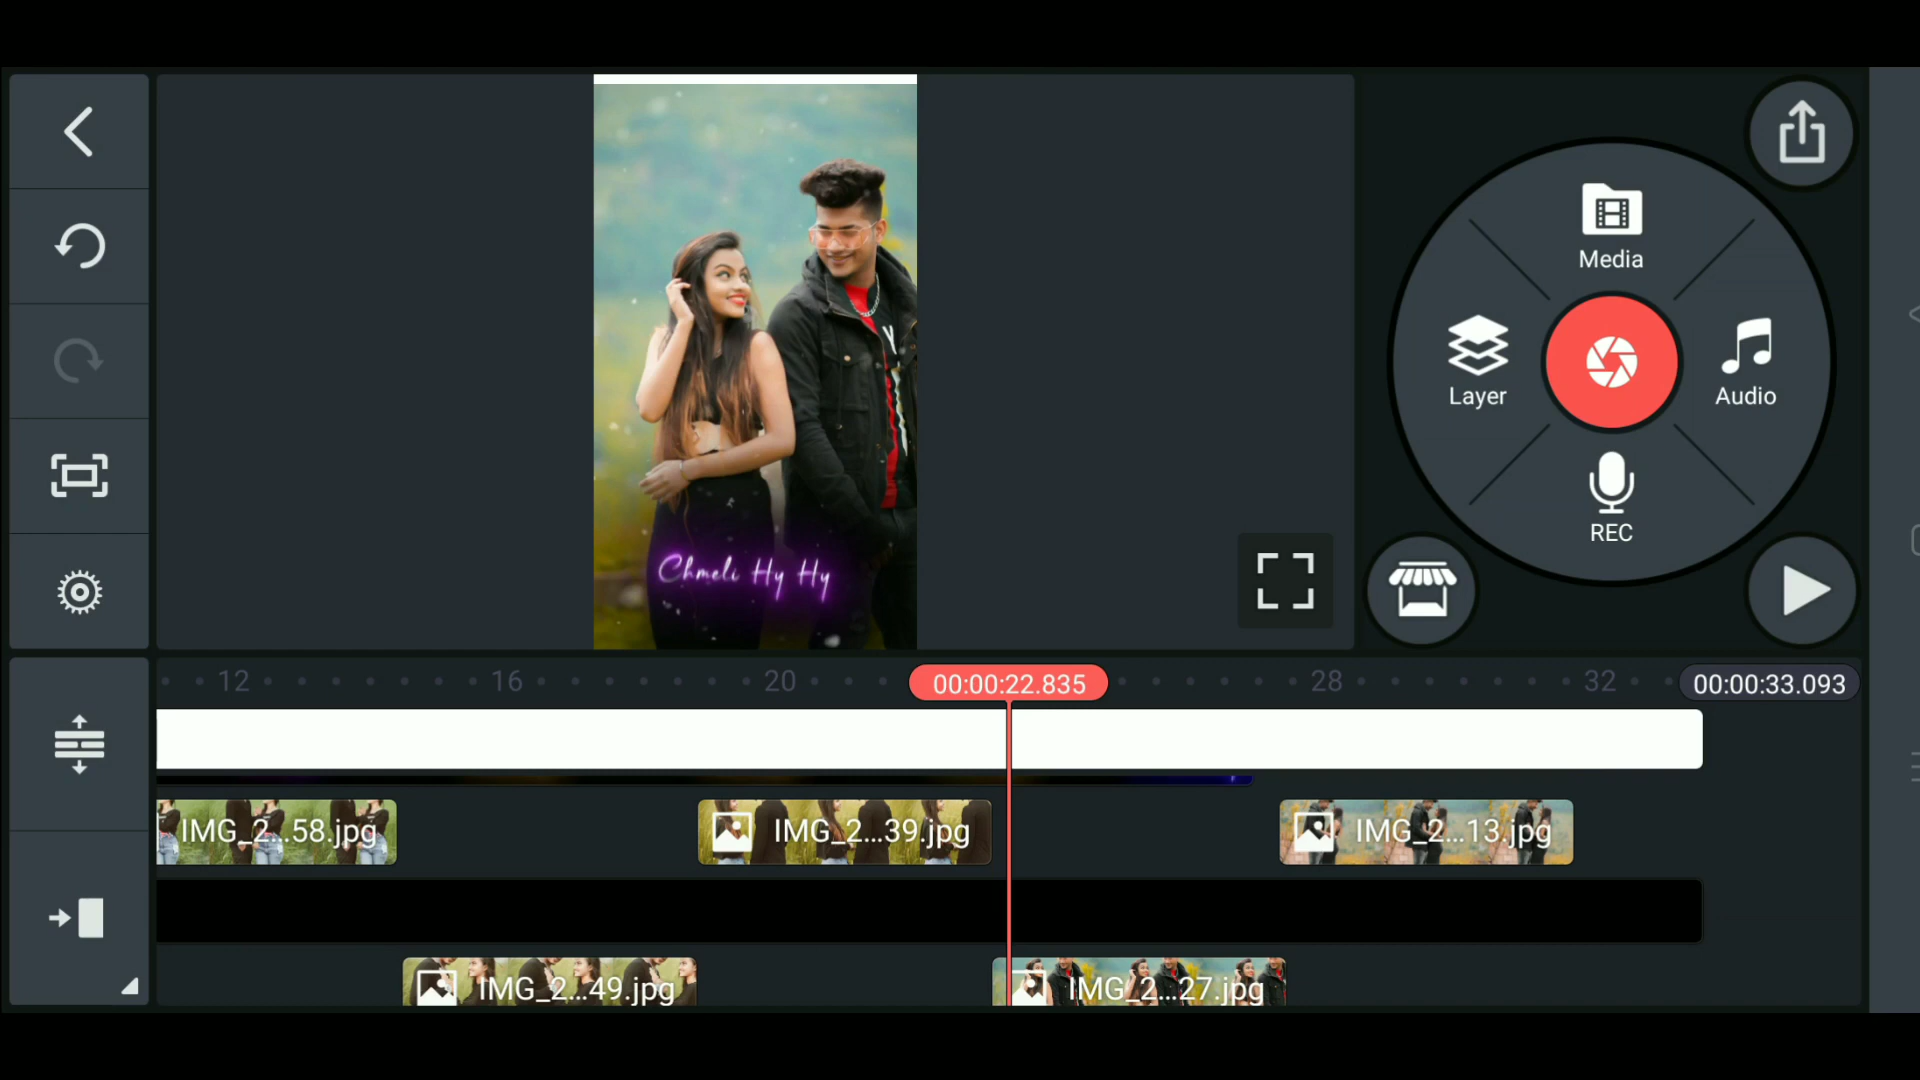 Media
Layer
Audio
REC
Chmeli Hy Hy
12
16
20
00:00:22.835
28
32
00:00:33.093
IMG_2...58.jpg
IMG_2...39.jpg
IMG_2...13.jpg
IMG_2...49.jpg
IMG_2...27.jpg